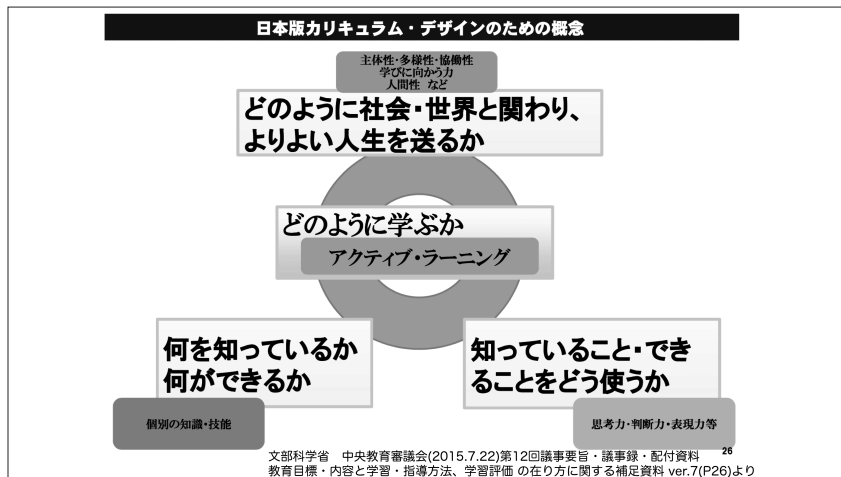 日本版カリキュラム・デザインのための概念
主体性・多様性・協働性
学びに向かう力
人間性 など
どのように社会・世界と関わり、
よりよい人生を送るか
どのように学ぶか
アクティブ・ラーニング
何を知っているか
何ができるか
個別の知識・技能
知っていること・でき
ることをどう使うか
思考力・判断力・表現力等
26
文部科学省 中央教育審議会(2015.7.22)第12回議事要旨・議事録・配付資料
教育目標・内容と学習・指導方法、学習評価 の在り方に関する補足資料 ver.7(P26)より